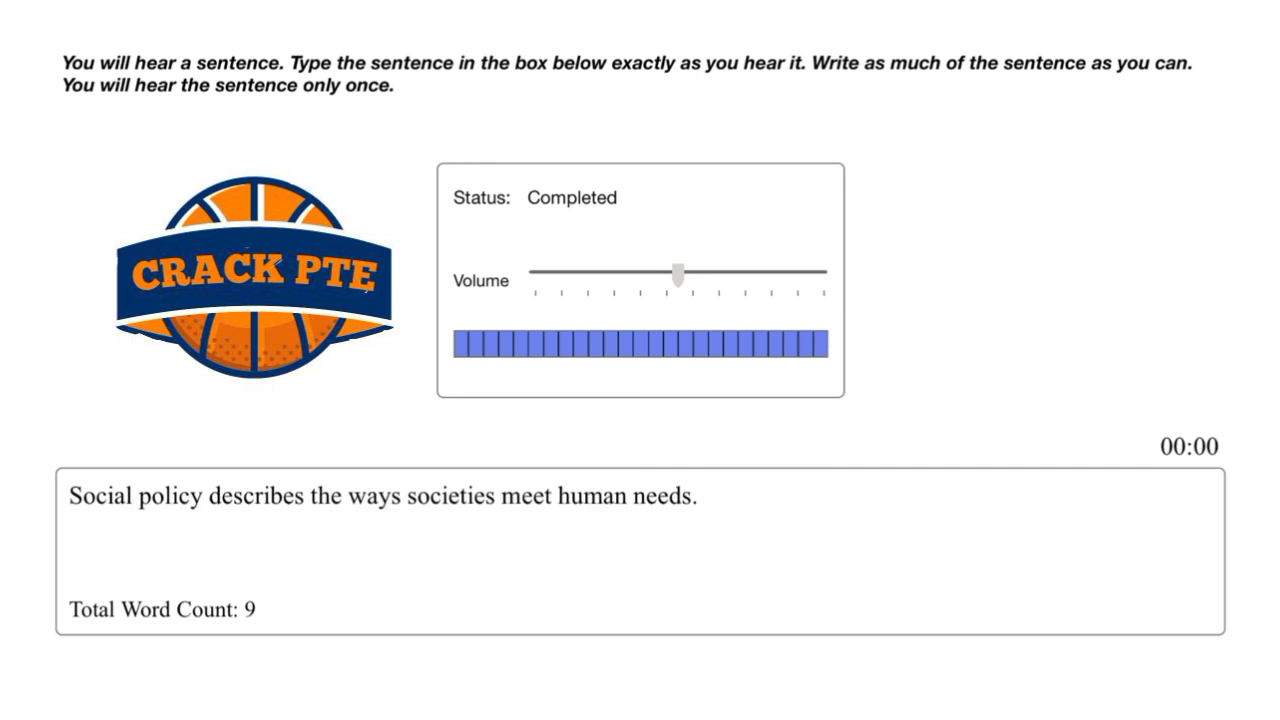 You will hear a sentence. Type the sentence in the box below exactly as you hear it. Write as much of the sentence as you can.
You will hear the sentence only once.
CRACK PTE
Status: Completed
Volume
00:00
Social policy describes the ways societies meet human needs.
Total Word Count: 9